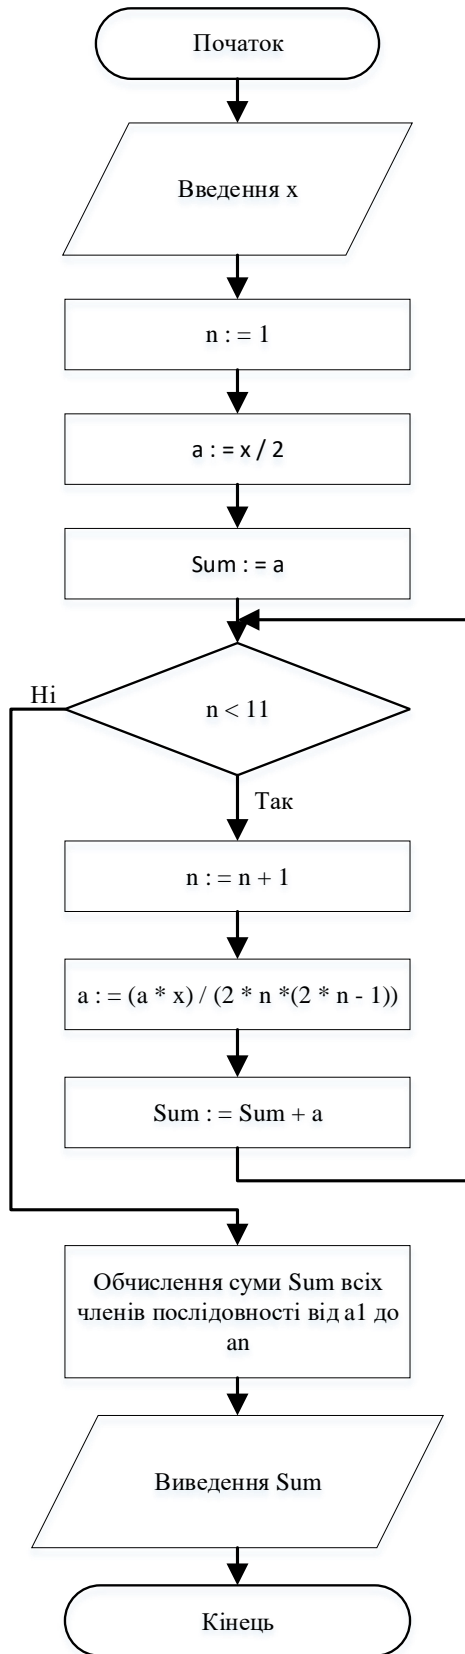 Початок
Введення x
n : = 1
a : = x / 2
Sum : = a
Ні
n < 11
Так
n : = n + 1
a : = (a * x) / (2 * n *(2 * n - 1))
Sum : = Sum + a
Обчислення суми Sum всіх
членів послідовності від a1 до
an
Виведення Sum
Кінець